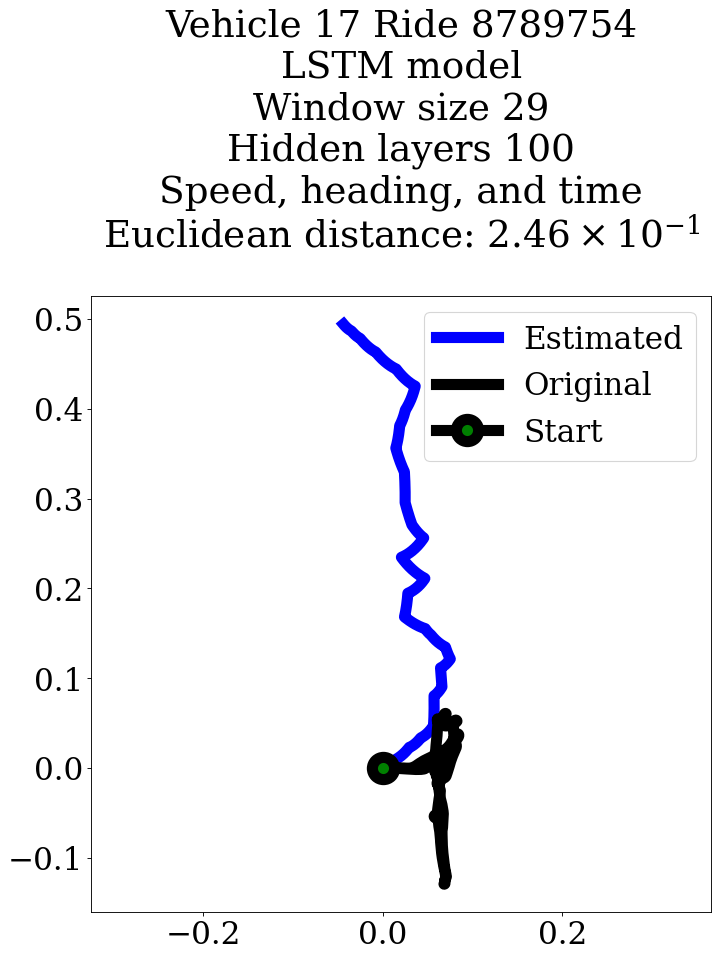 Vehicle 17 Ride 8789754
LSTM model
Window size 29
Hidden layers 100
Speed, heading, and time
Euclidean distance: 2.46 × 10⁻¹
0.5
0.4
0.3
0.2
0.1
0.0
−0.1
−0.2
0.0
0.2
Estimated
Original
Start